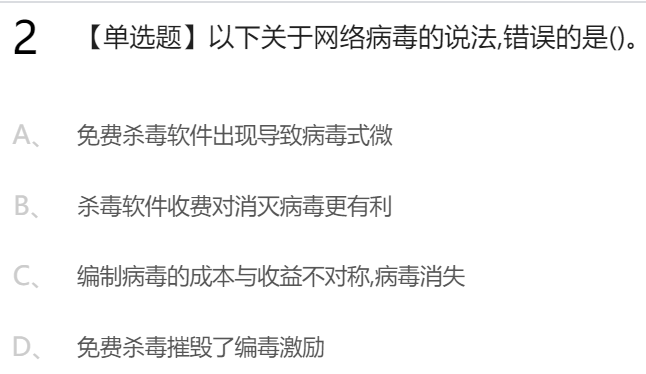 2 【单选题】以下关于网络病毒的说法,错误的是()。
A、 免费杀毒软件出现导致病毒式微
B、 杀毒软件收费对消灭病毒更有利
C、 编制病毒的成本与收益不对称,病毒消失
D、 免费杀毒摧毁了编毒激励